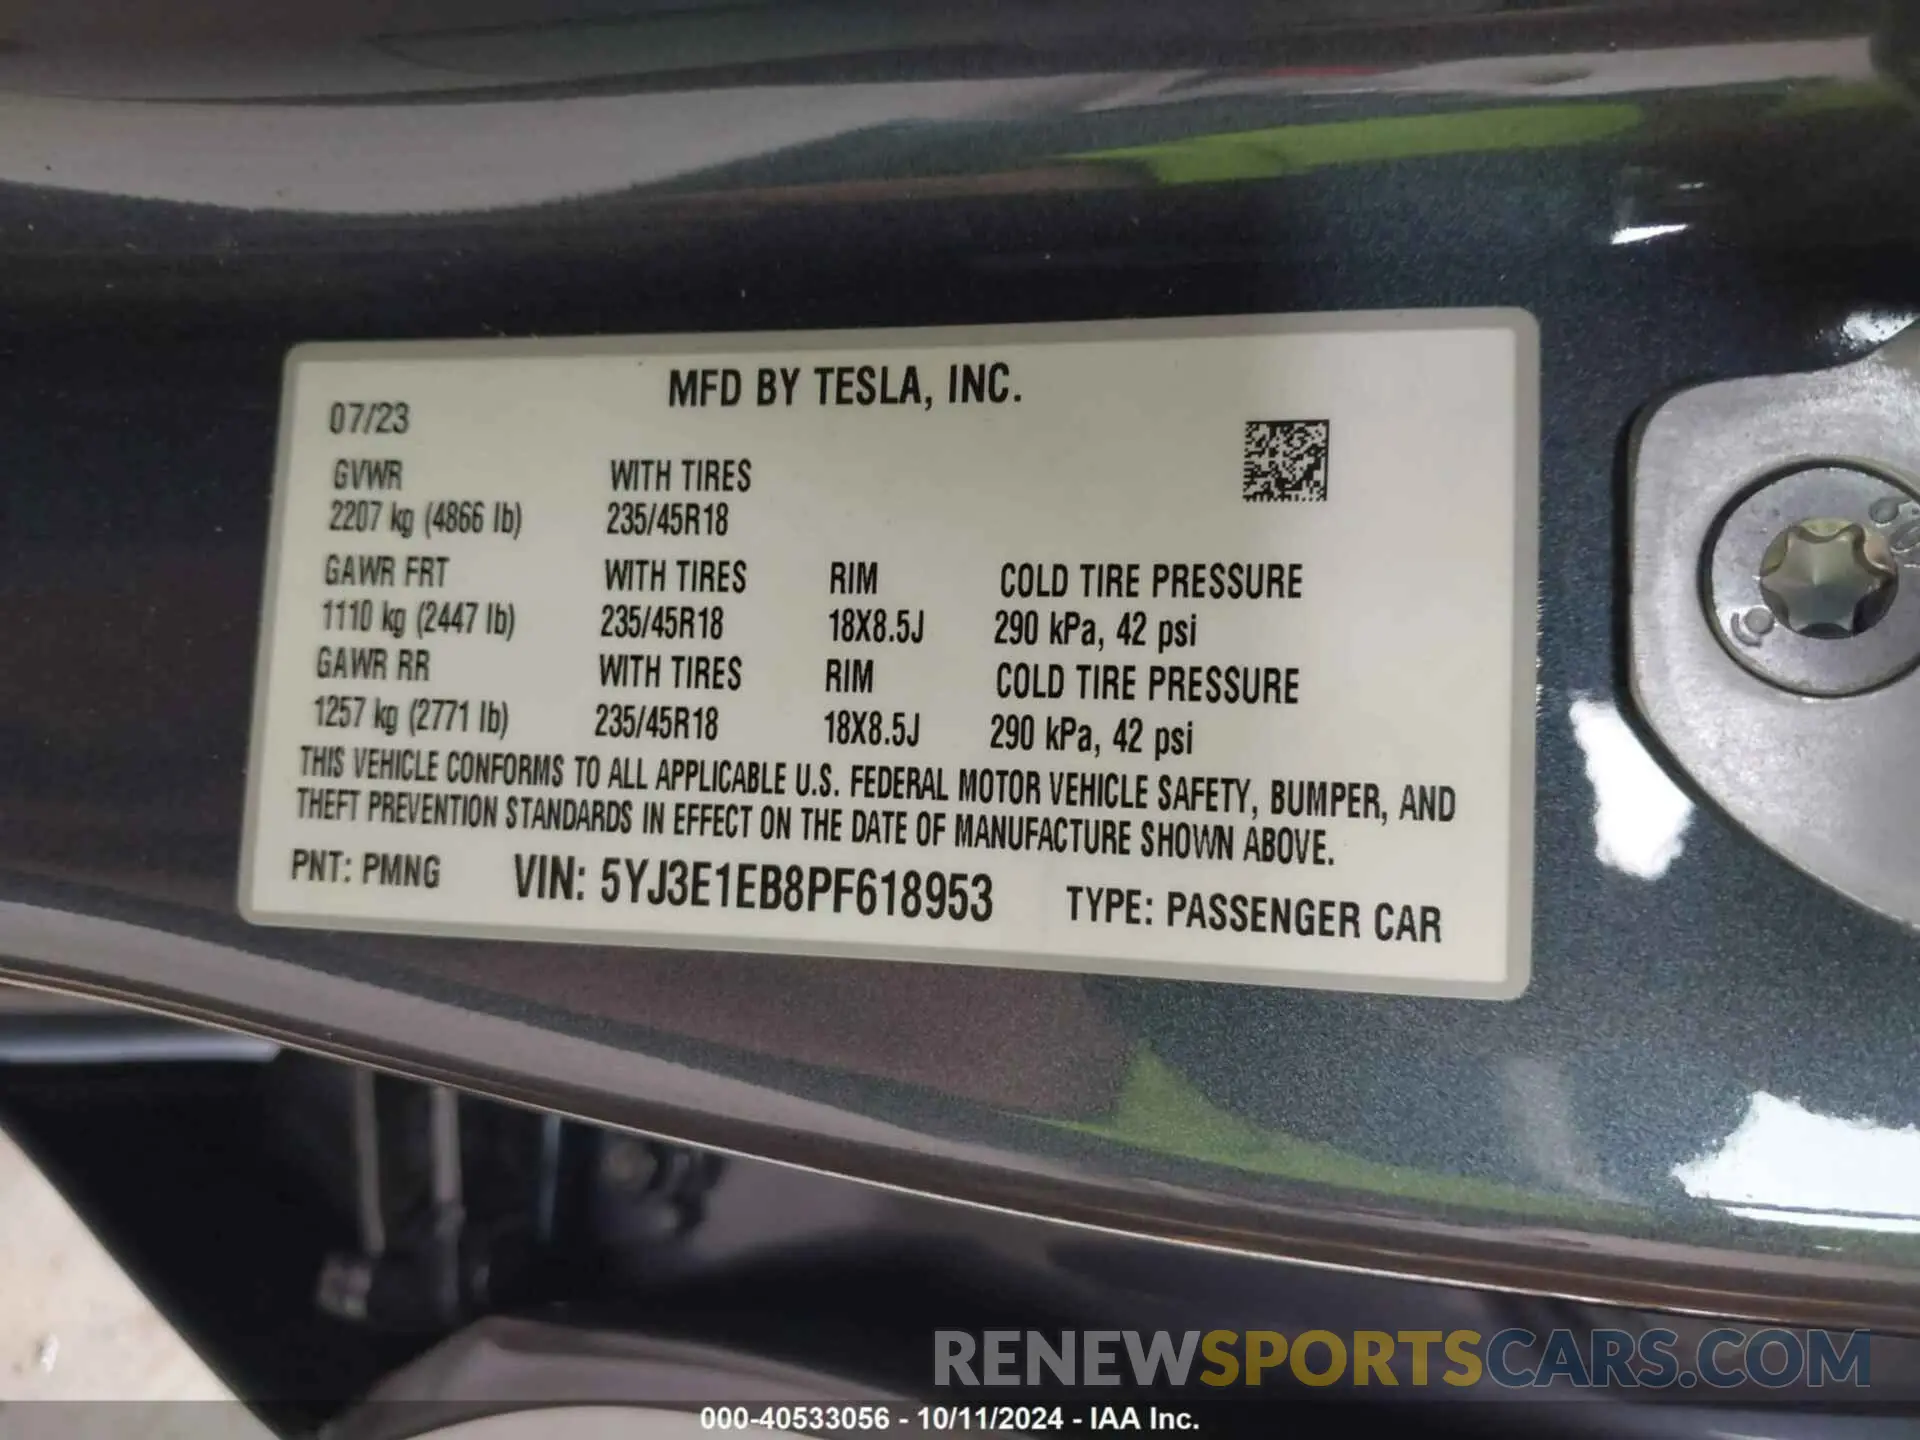 MFD BY TESLA, INC.
07/23
GVWR WITH TIRES
2207 kg (4866 lb) 235/45R18
GAWR FRT WITH TIRES RIM COLD TIRE PRESSURE
1110 kg (2447 lb) 235/45R18 18X8.5J 290 kPa, 42 psi
GAWR RR WITH TIRES RIM COLD TIRE PRESSURE
1257 kg (2771 lb) 235/45R18 18X8.5J 290 kPa, 42 psi
THIS VEHICLE CONFORMS TO ALL APPLICABLE U.S. FEDERAL MOTOR VEHICLE SAFETY, BUMPER, AND
THEFT PREVENTION STANDARDS IN EFFECT ON THE DATE OF MANUFACTURE SHOWN ABOVE.
PNT: PMNG VIN: 5YJ3E1EB8PF618953 TYPE: PASSENGER CAR
RENEWSPORTSCARS.COM
000-40533056 - 10/11/2024 - IAA Inc.